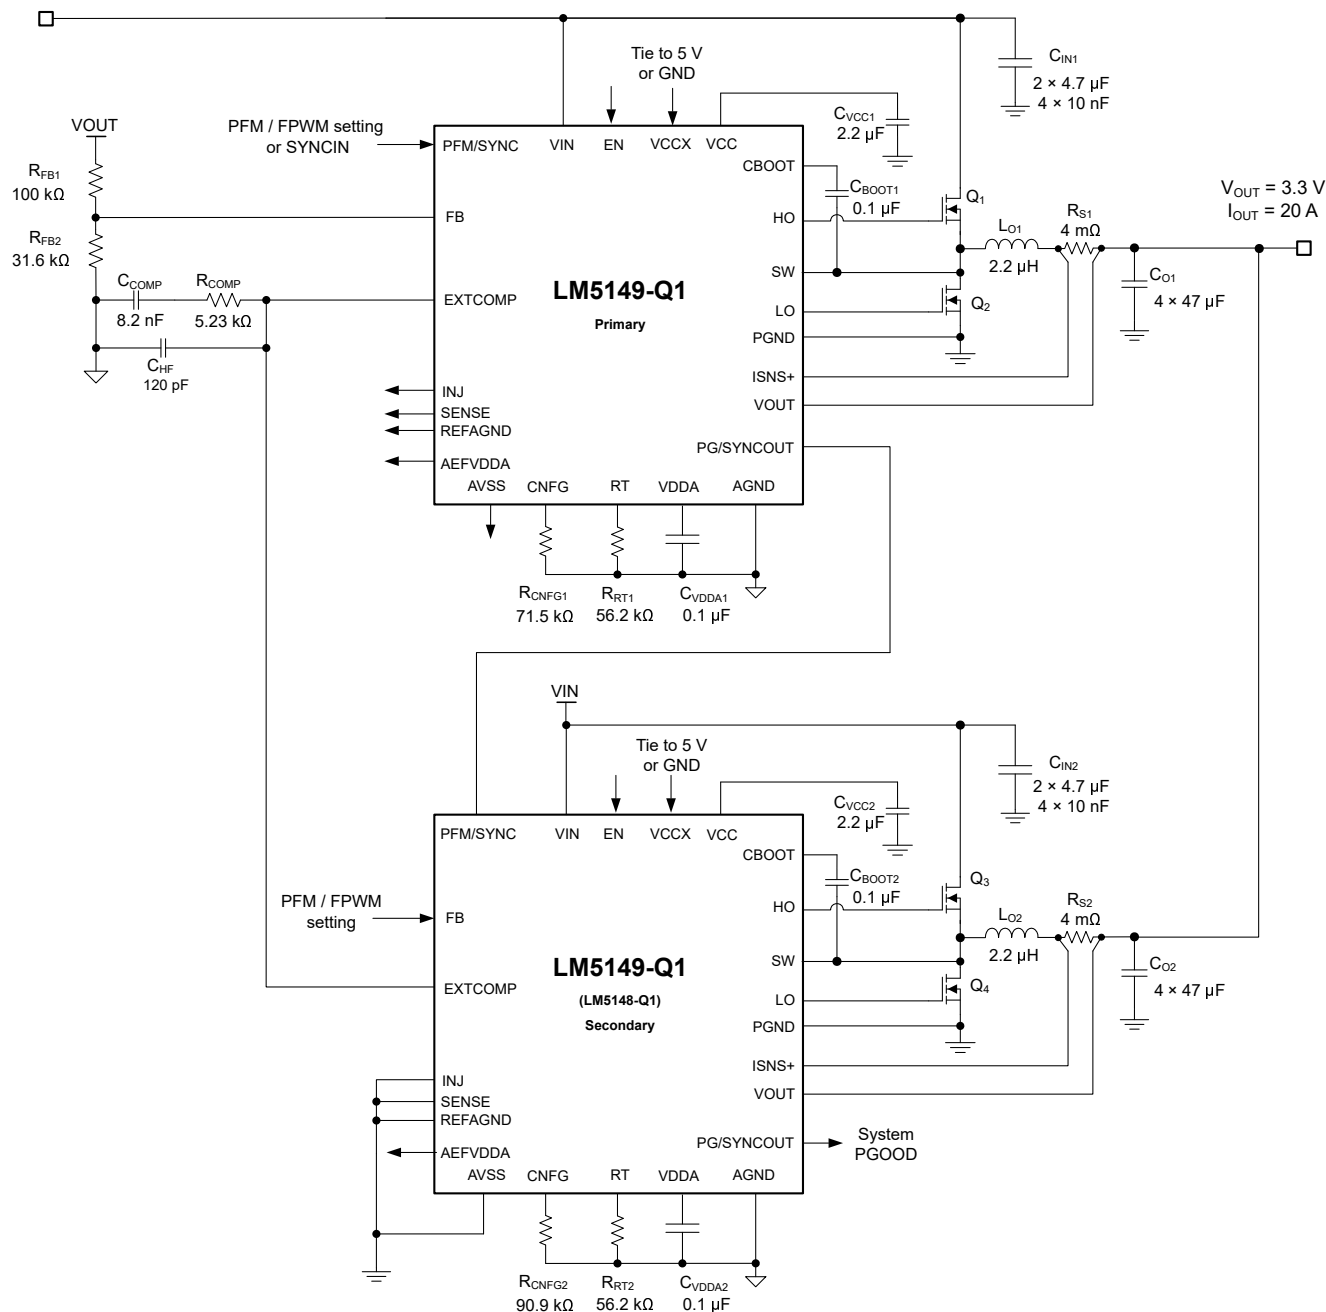 Tie to 5 V
or GND
C_IN1
2 × 4.7 µF
4 × 10 nF
VOUT
PFM / FPWM setting
or SYNCIN
C_VCC1
2.2 µF
PFM/SYNC
VIN
EN
VCCX
VCC
R_FB1
100 kΩ
CBOOT
C_BOOT1
0.1 µF
Q1
V_OUT = 3.3 V
I_OUT = 20 A
FB
HO
R_S1
4 mΩ
L_O1
2.2 µH
R_FB2
31.6 kΩ
SW
C_O1
4 × 47 µF
C_COMP
8.2 nF
R_COMP
5.23 kΩ
EXTCOMP
LM5149-Q1
Primary
LO
Q2
PGND
C_HF
120 pF
ISNS+
INJ
VOUT
SENSE
REFAGND
PG/SYNCOUT
AEFVDDA
AVSS
CNFG
RT
VDDA
AGND
R_CNFG1
71.5 kΩ
R_RT1
56.2 kΩ
C_VDDA1
0.1 µF
VIN
Tie to 5 V
or GND
C_IN2
2 × 4.7 µF
4 × 10 nF
C_VCC2
2.2 µF
PFM/SYNC
VIN
EN
VCCX
VCC
CBOOT
C_BOOT2
0.1 µF
Q3
PFM / FPWM
setting
FB
HO
R_S2
4 mΩ
L_O2
2.2 µH
SW
C_O2
4 × 47 µF
EXTCOMP
LM5149-Q1
(LM5148-Q1)
Secondary
LO
Q4
PGND
ISNS+
INJ
VOUT
SENSE
REFAGND
PG/SYNCOUT
System
PGOOD
AEFVDDA
AVSS
CNFG
RT
VDDA
AGND
R_CNFG2
90.9 kΩ
R_RT2
56.2 kΩ
C_VDDA2
0.1 µF